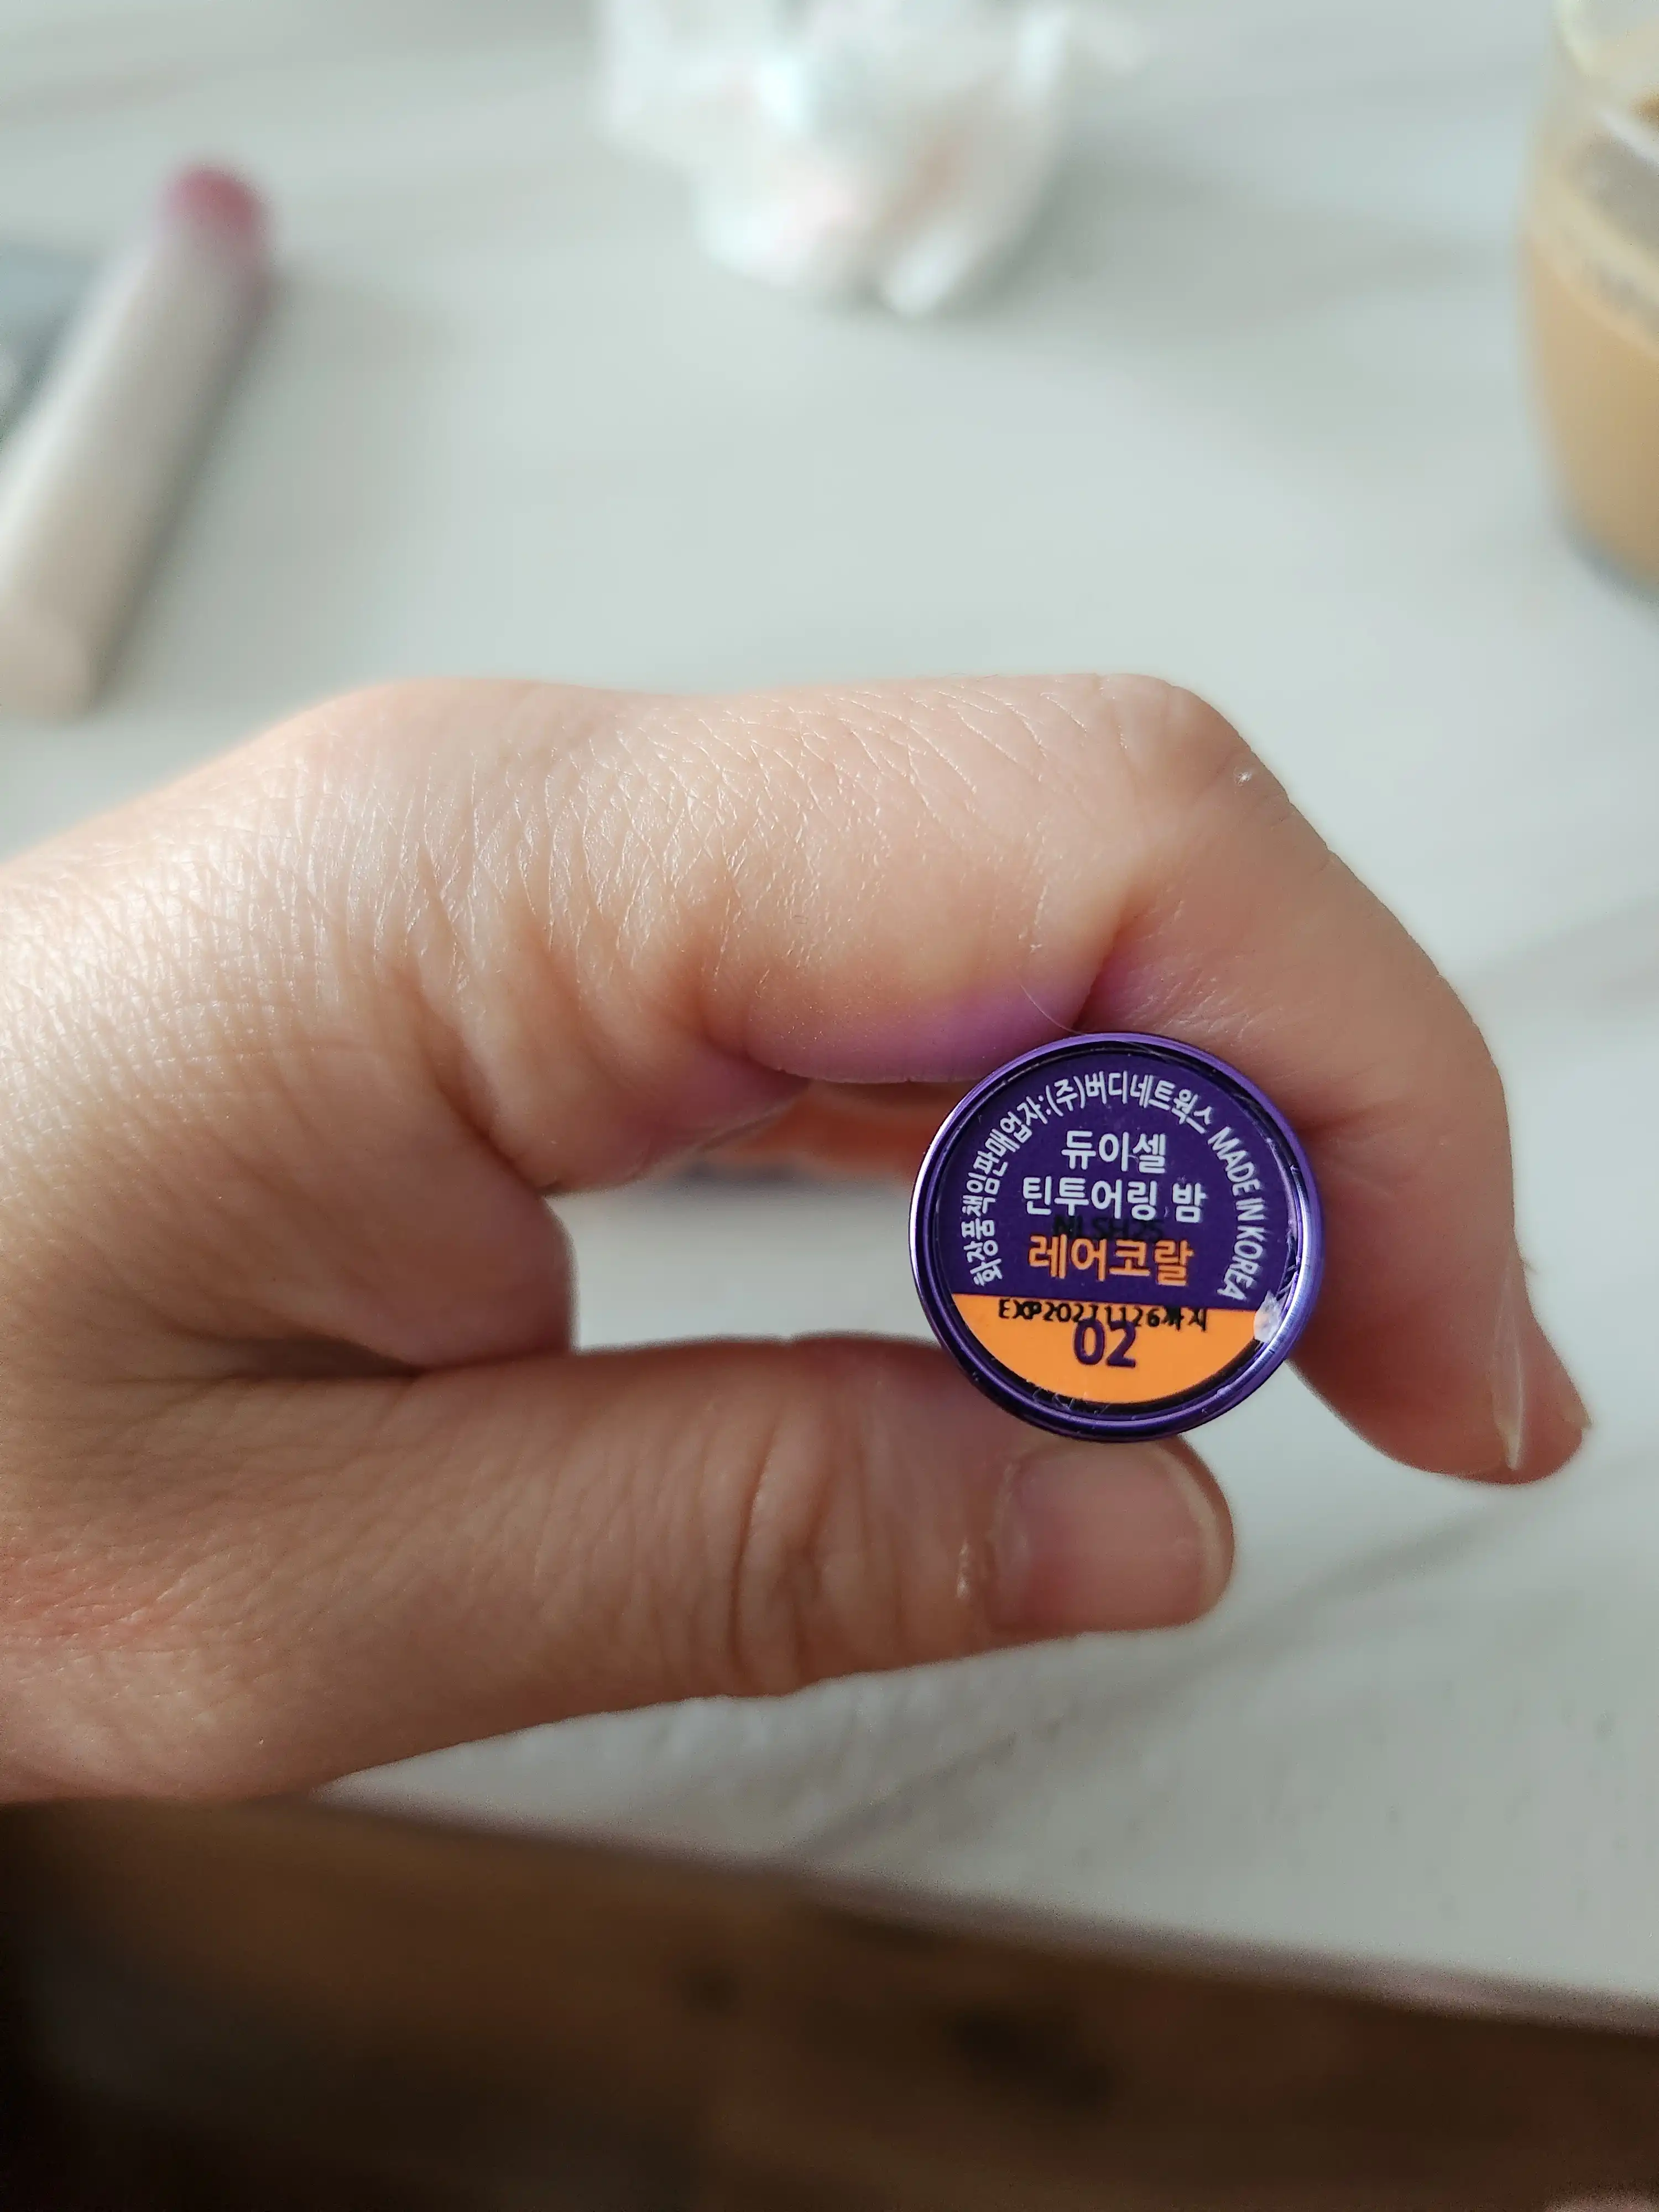 화장품책임판매업자:(주)버디네트웍스 MADE IN KOREA
듀이셀
틴투어링 밤
NLSH25
레어코랄
EXP20271126까지
02